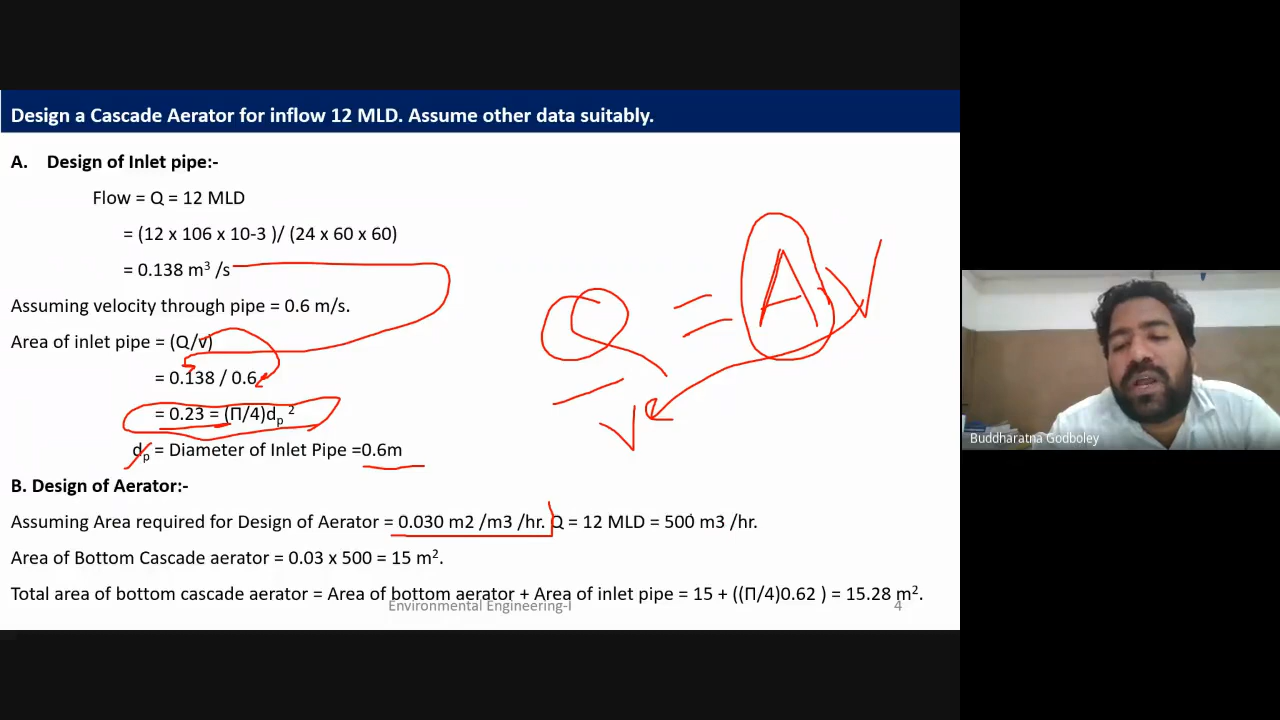 Design a Cascade Aerator for inflow 12 MLD. Assume other data suitably.
A. Design of Inlet pipe:-
Flow = Q = 12 MLD
= (12 x 106 x 10-3 )/ (24 x 60 x 60)
= 0.138 m³ /s
Assuming velocity through pipe = 0.6 m/s.
Area of inlet pipe = (Q/v)
= 0.138 / 0.6
= 0.23 = (Π/4)dp ²
dp = Diameter of Inlet Pipe =0.6m
Q = AV
V
B. Design of Aerator:-
Assuming Area required for Design of Aerator = 0.030 m2 /m3 /hr. Q = 12 MLD = 500 m3 /hr.
Area of Bottom Cascade aerator = 0.03 x 500 = 15 m².
Total area of bottom cascade aerator = Area of bottom aerator + Area of inlet pipe = 15 + ((Π/4)0.62 ) = 15.28 m².
Environmental Engineering-I 4
Buddharatna Godboley